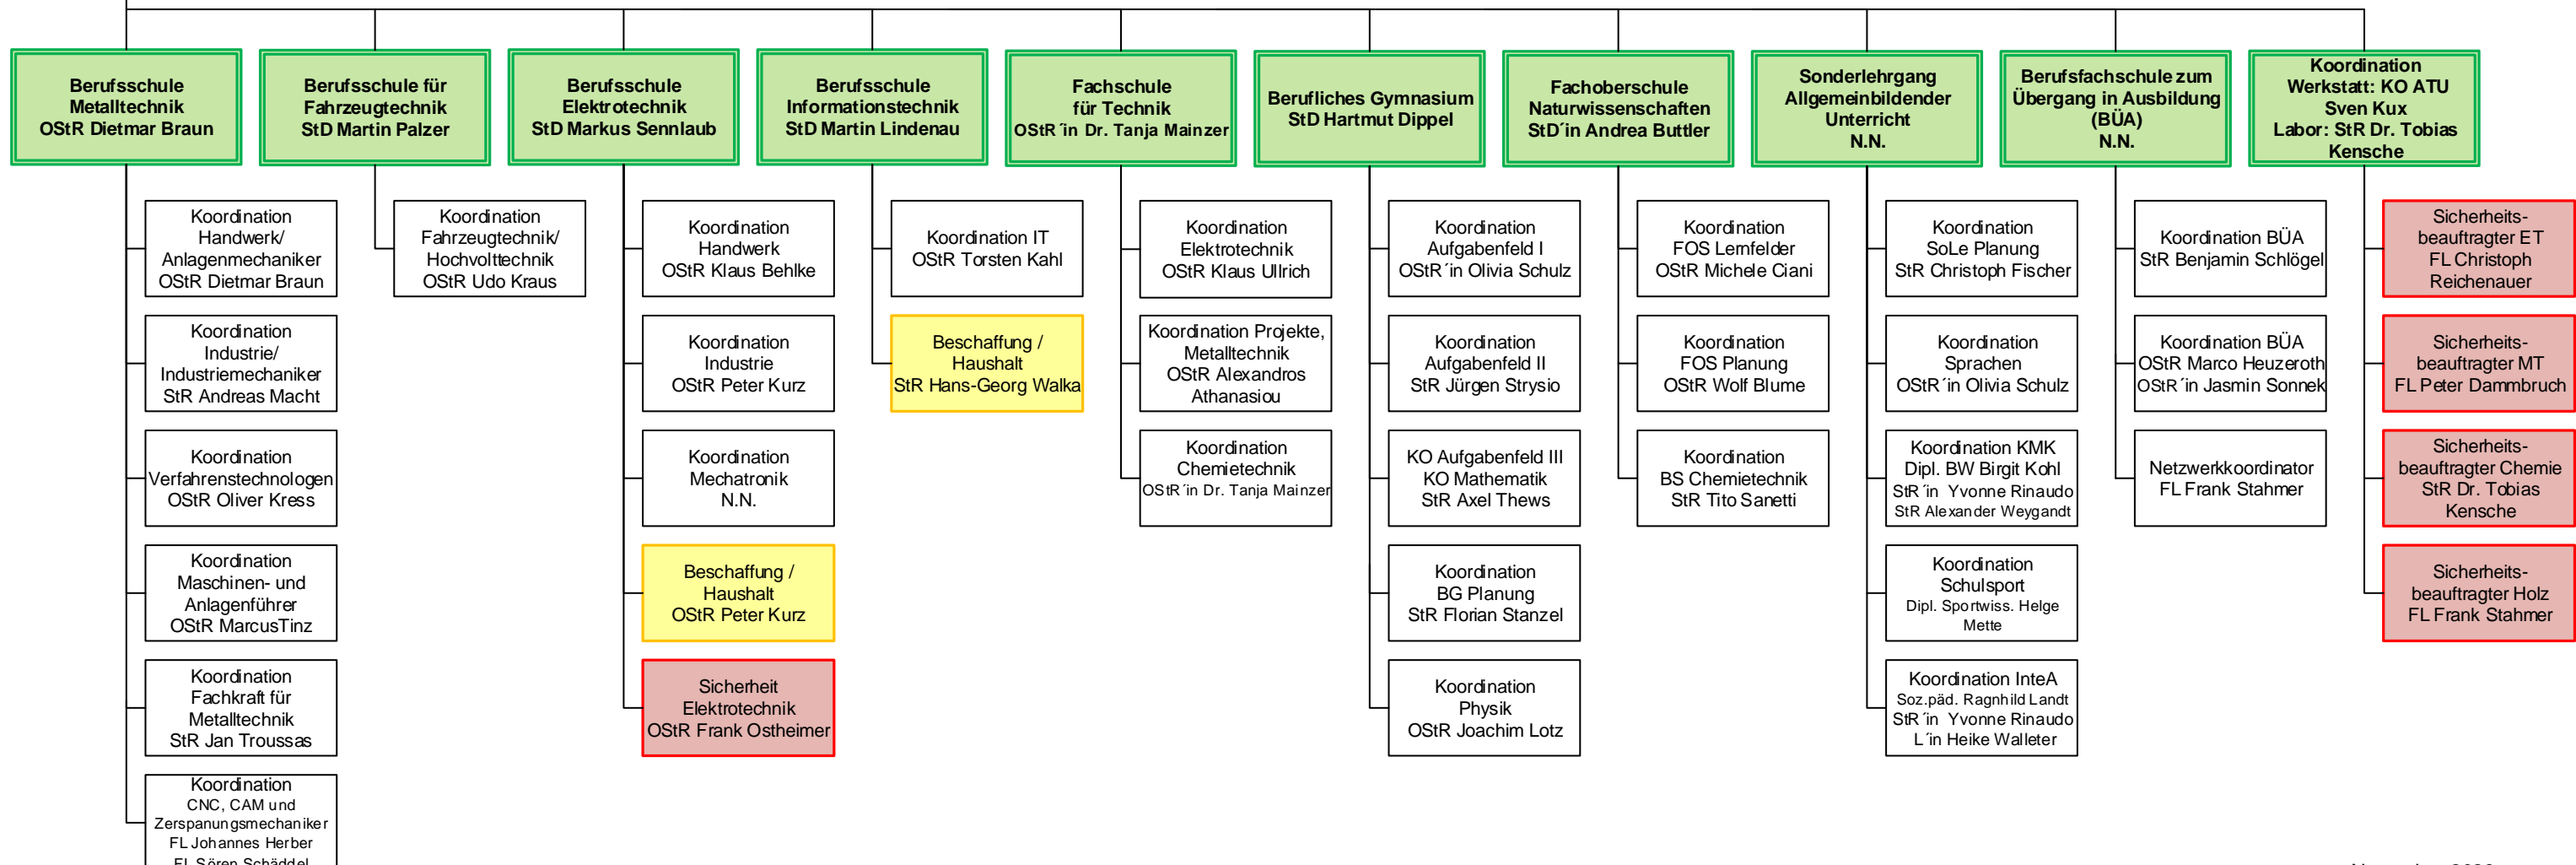 Berufsschule
Metalltechnik
OStR Dietmar Braun
Berufsschule für
Fahrzeugtechnik
StD Martin Palzer
Berufsschule
Elektrotechnik
StD Markus Sennlaub
Berufsschule
Informationstechnik
StD Martin Lindenau
Fachschule
für Technik
OStR´in Dr. Tanja Mainzer
Berufliches Gymnasium
StD Hartmut Dippel
Fachoberschule
Naturwissenschaften
StD´in Andrea Buttler
Sonderlehrgang
Allgemeinbildender
Unterricht
N.N.
Berufsfachschule zum
Übergang in Ausbildung
(BÜA)
N.N.
Koordination
Werkstatt: KO ATU
Sven Kux
Labor: StR Dr. Tobias
Kensche
Koordination
Handwerk/
Anlagenmechaniker
OStR Dietmar Braun
Koordination
Industrie/
Industriemechaniker
StR Andreas Macht
Koordination
Verfahrenstechnologen
OStR Oliver Kress
Koordination
Maschinen- und
Anlagenführer
OStR MarcusTinz
Koordination
Fachkraft für
Metalltechnik
StR Jan Troussas
Koordination
CNC, CAM und
Zerspanungsmechaniker
FL Johannes Herber
FL Sören Schäddel
Koordination
Fahrzeugtechnik/
Hochvolttechnik
OStR Udo Kraus
Koordination
Handwerk
OStR Klaus Behlke
Koordination
Industrie
OStR Peter Kurz
Koordination
Mechatronik
N.N.
Beschaffung /
Haushalt
OStR Peter Kurz
Sicherheit
Elektrotechnik
OStR Frank Ostheimer
Koordination IT
OStR Torsten Kahl
Beschaffung /
Haushalt
StR Hans-Georg Walka
Koordination
Elektrotechnik
OStR Klaus Ullrich
Koordination Projekte,
Metalltechnik
OStR Alexandros
Athanasiou
Koordination
Chemietechnik
OStR´in Dr. Tanja Mainzer
Koordination
Aufgabenfeld I
OStR´in Olivia Schulz
Koordination
Aufgabenfeld II
StR Jürgen Strysio
KO Aufgabenfeld III
KO Mathematik
StR Axel Thews
Koordination
BG Planung
StR Florian Stanzel
Koordination
Physik
OStR Joachim Lotz
Koordination
FOS Lernfelder
OStR Michele Ciani
Koordination
FOS Planung
OStR Wolf Blume
Koordination
BS Chemietechnik
StR Tito Sanetti
Koordination
SoLe Planung
StR Christoph Fischer
Koordination
Sprachen
OStR´in Olivia Schulz
Koordination KMK
Dipl. BW Birgit Kohl
StR´in Yvonne Rinaudo
StR Alexander Weygandt
Koordination
Schulsport
Dipl. Sportwiss. Helge
Mette
Koordination InteA
Soz.päd. Ragnhild Landt
StR´in Yvonne Rinaudo
L´in Heike Walleter
Koordination BÜA
StR Benjamin Schlögel
Koordination BÜA
OStR Marco Heuzeroth
OStR´in Jasmin Sonnek
Netzwerkkoordinator
FL Frank Stahmer
Sicherheits-
beauftragter ET
FL Christoph
Reichenauer
Sicherheits-
beauftragter MT
FL Peter Dammbruch
Sicherheits-
beauftragter Chemie
StR Dr. Tobias
Kensche
Sicherheits-
beauftragter Holz
FL Frank Stahmer